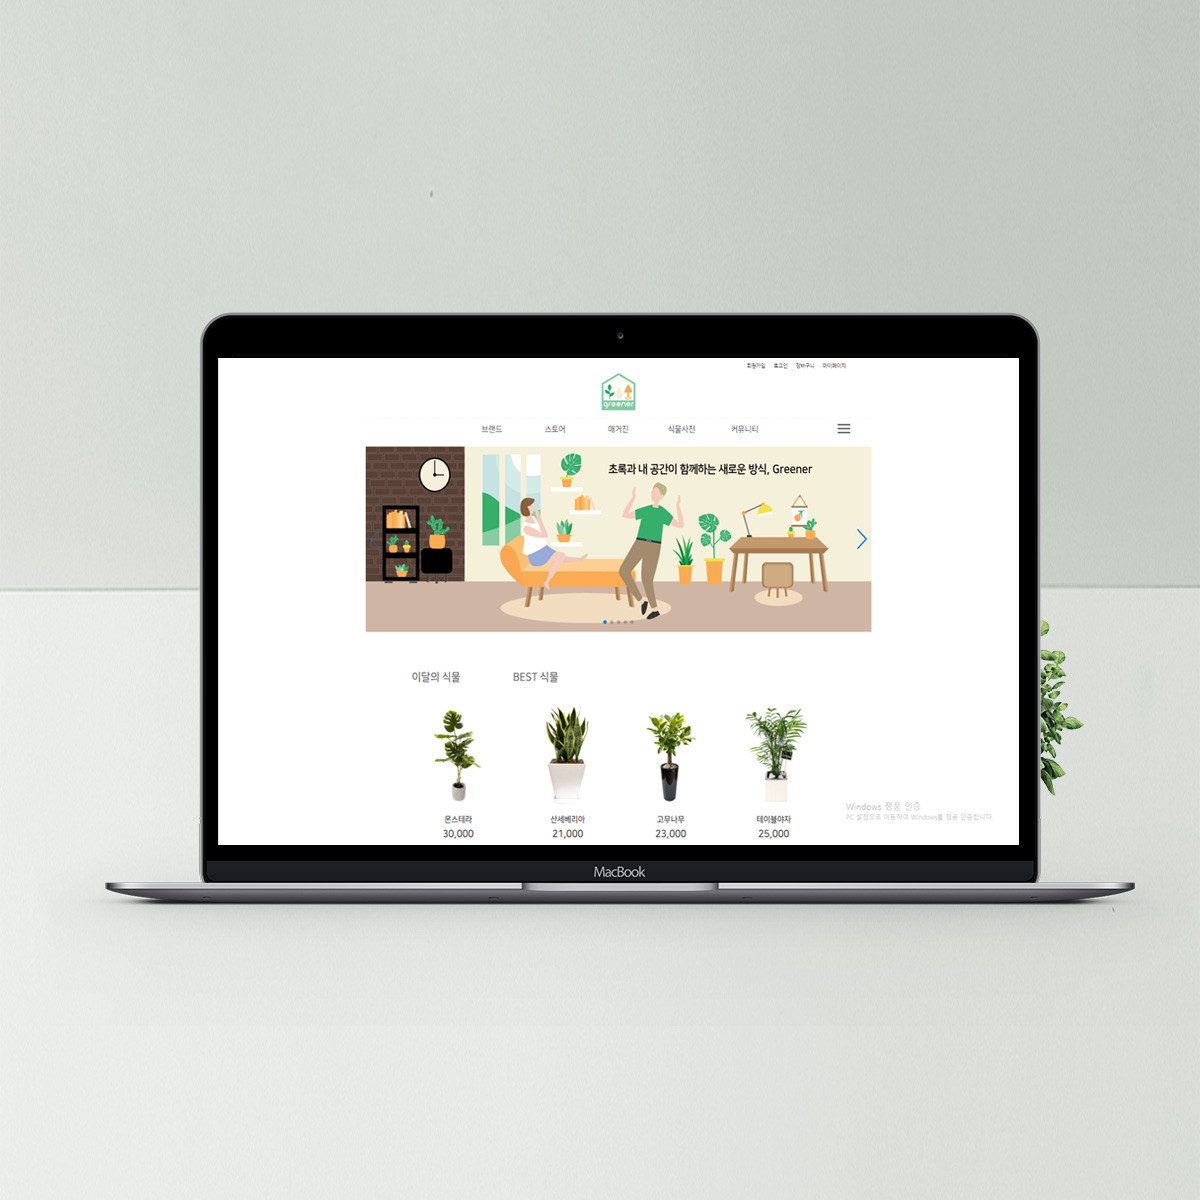 회원가입 로그인 장바구니 마이페이지
greener
브랜드 스토어 매거진 식물사전 커뮤니티
초록과 내 공간이 함께하는 새로운 방식, Greener
이달의 식물 BEST 식물
몬스테라 산세베리아 고무나무 테이블야자
30,000 21,000 23,000 25,000
Windows 정품 인증
PC 설정으로 이동하여 Windows를 정품 인증합니다.
MacBook